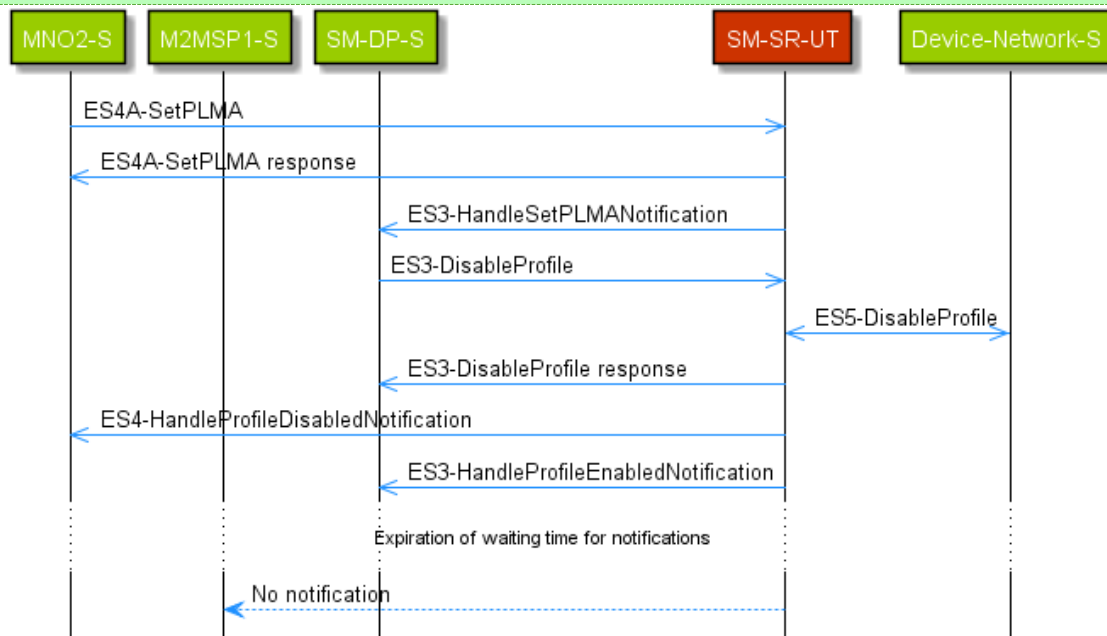 MNO2-S
M2MSP1-S
SM-DP-S
SM-SR-UT
Device-Network-S
ES4A-SetPLMA
ES4A-SetPLMA response
ES3-HandleSetPLMANotification
ES3-DisableProfile
ES5-DisableProfile
ES3-DisableProfile response
ES4-HandleProfileDisabledNotification
ES3-HandleProfileEnabledNotification
Expiration of waiting time for notifications
No notification